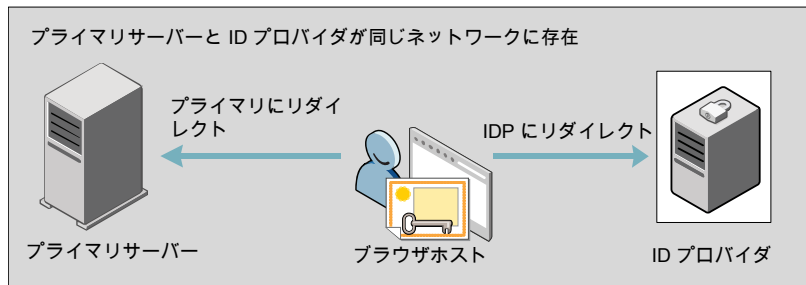 プライマリサーバーと ID プロバイダが同じネットワークに存在
プライマリにリダイ
レクト
IDP にリダイレクト
プライマリサーバー
ブラウザホスト
ID プロバイダ